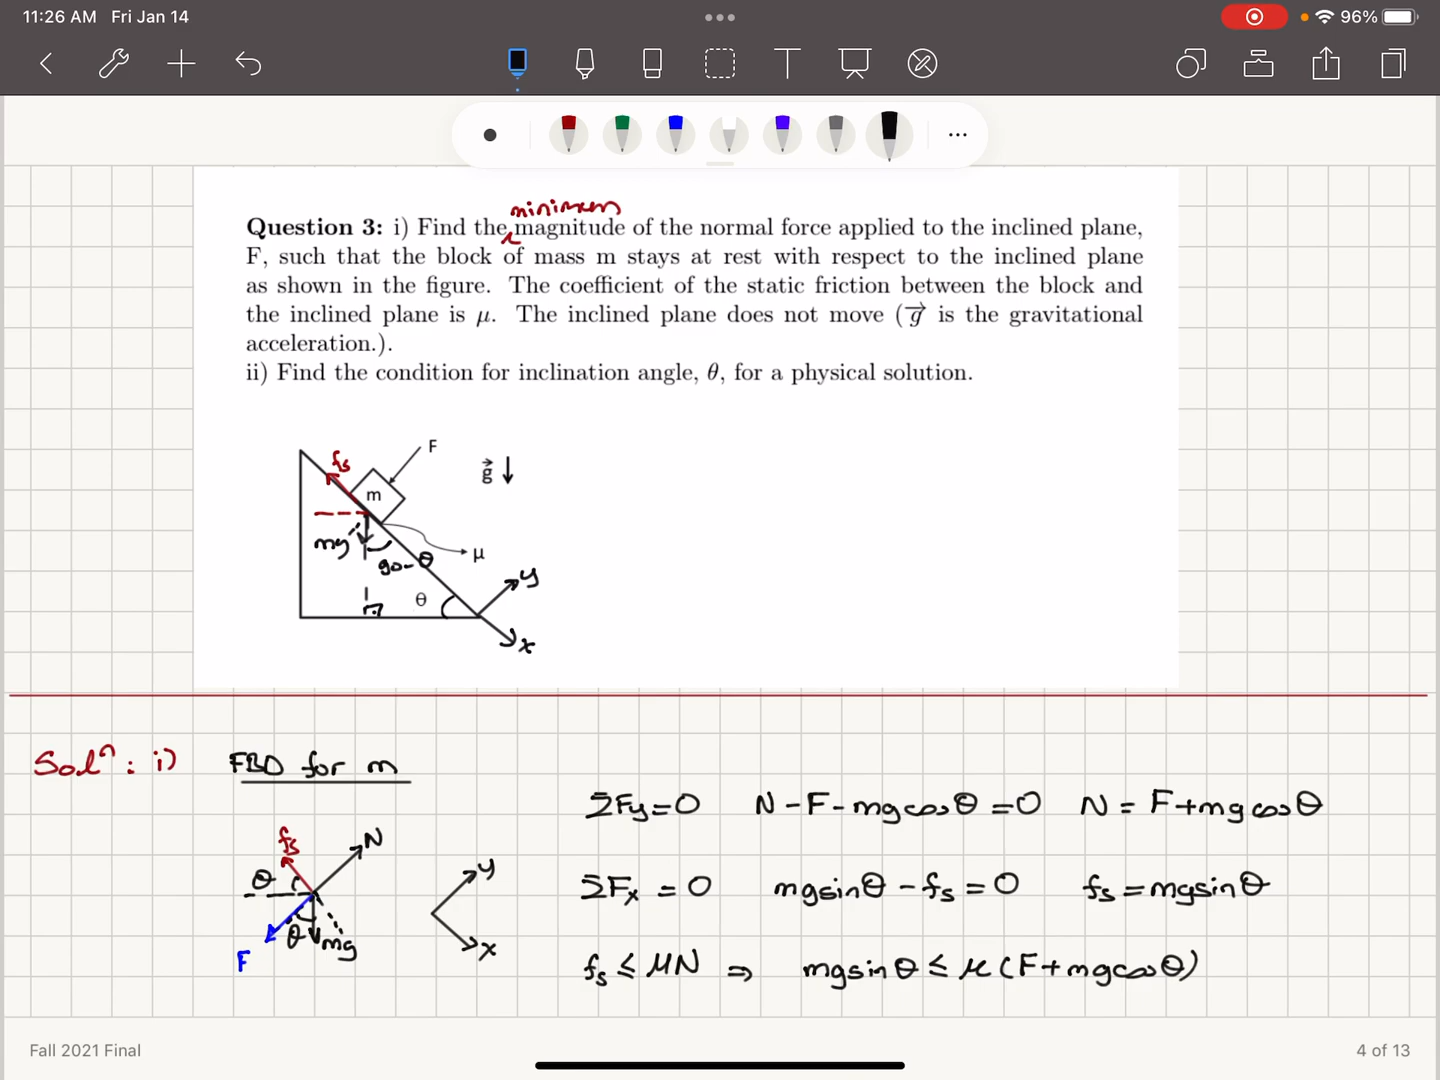 11:26 AM Fri Jan 14
96%
minimum
Question 3: i) Find the magnitude of the normal force applied to the inclined plane,
F, such that the block of mass m stays at rest with respect to the inclined plane
as shown in the figure. The coefficient of the static friction between the block and
the inclined plane is μ. The inclined plane does not move (g⃗ is the gravitational
acceleration.).
ii) Find the condition for inclination angle, θ, for a physical solution.
F
fs
g⃗
m
mg
μ
90-θ
y
θ
x
Solⁿ: i) FBD for m
ΣFy=0 N-F-mgcosθ=0 N = F+mgcosθ
fs
N
θ
y
ΣFx = 0 mgsinθ-fs=0 fs=mgsinθ
θ
mg
x
F
fs ≤ μN ⇒ mgsinθ ≤ μ(F+mgcosθ)
Fall 2021 Final
4 of 13